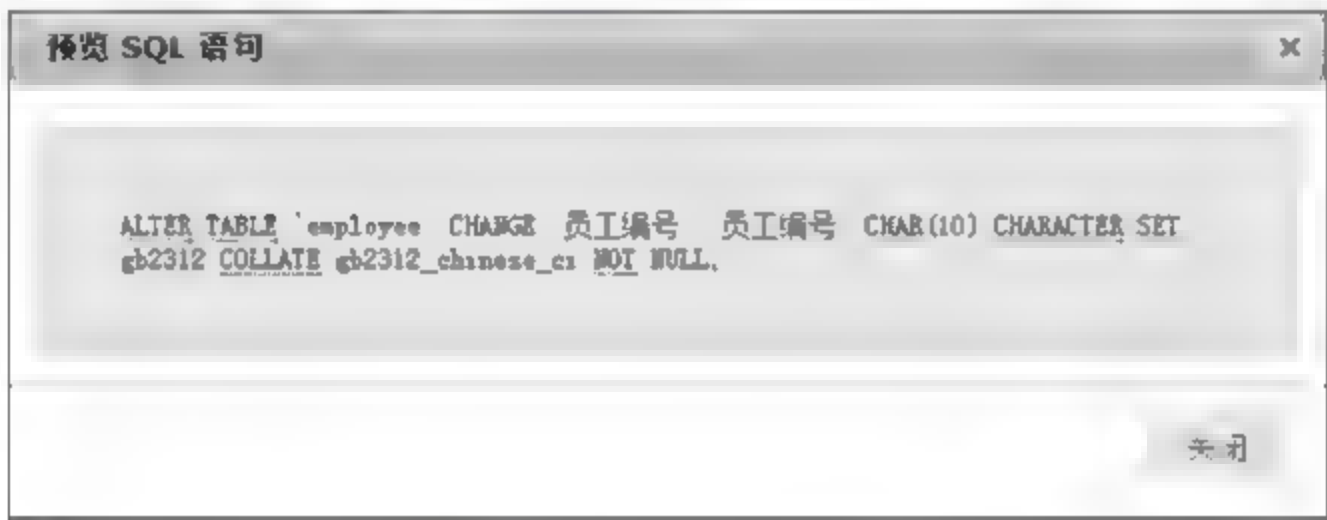 预览 SQL 语句
ALTER TABLE `employee CHANGE 员工编号 员工编号 CHAR(10) CHARACTER SET
gb2312 COLLATE gb2312_chinese_ci NOT NULL,
关闭